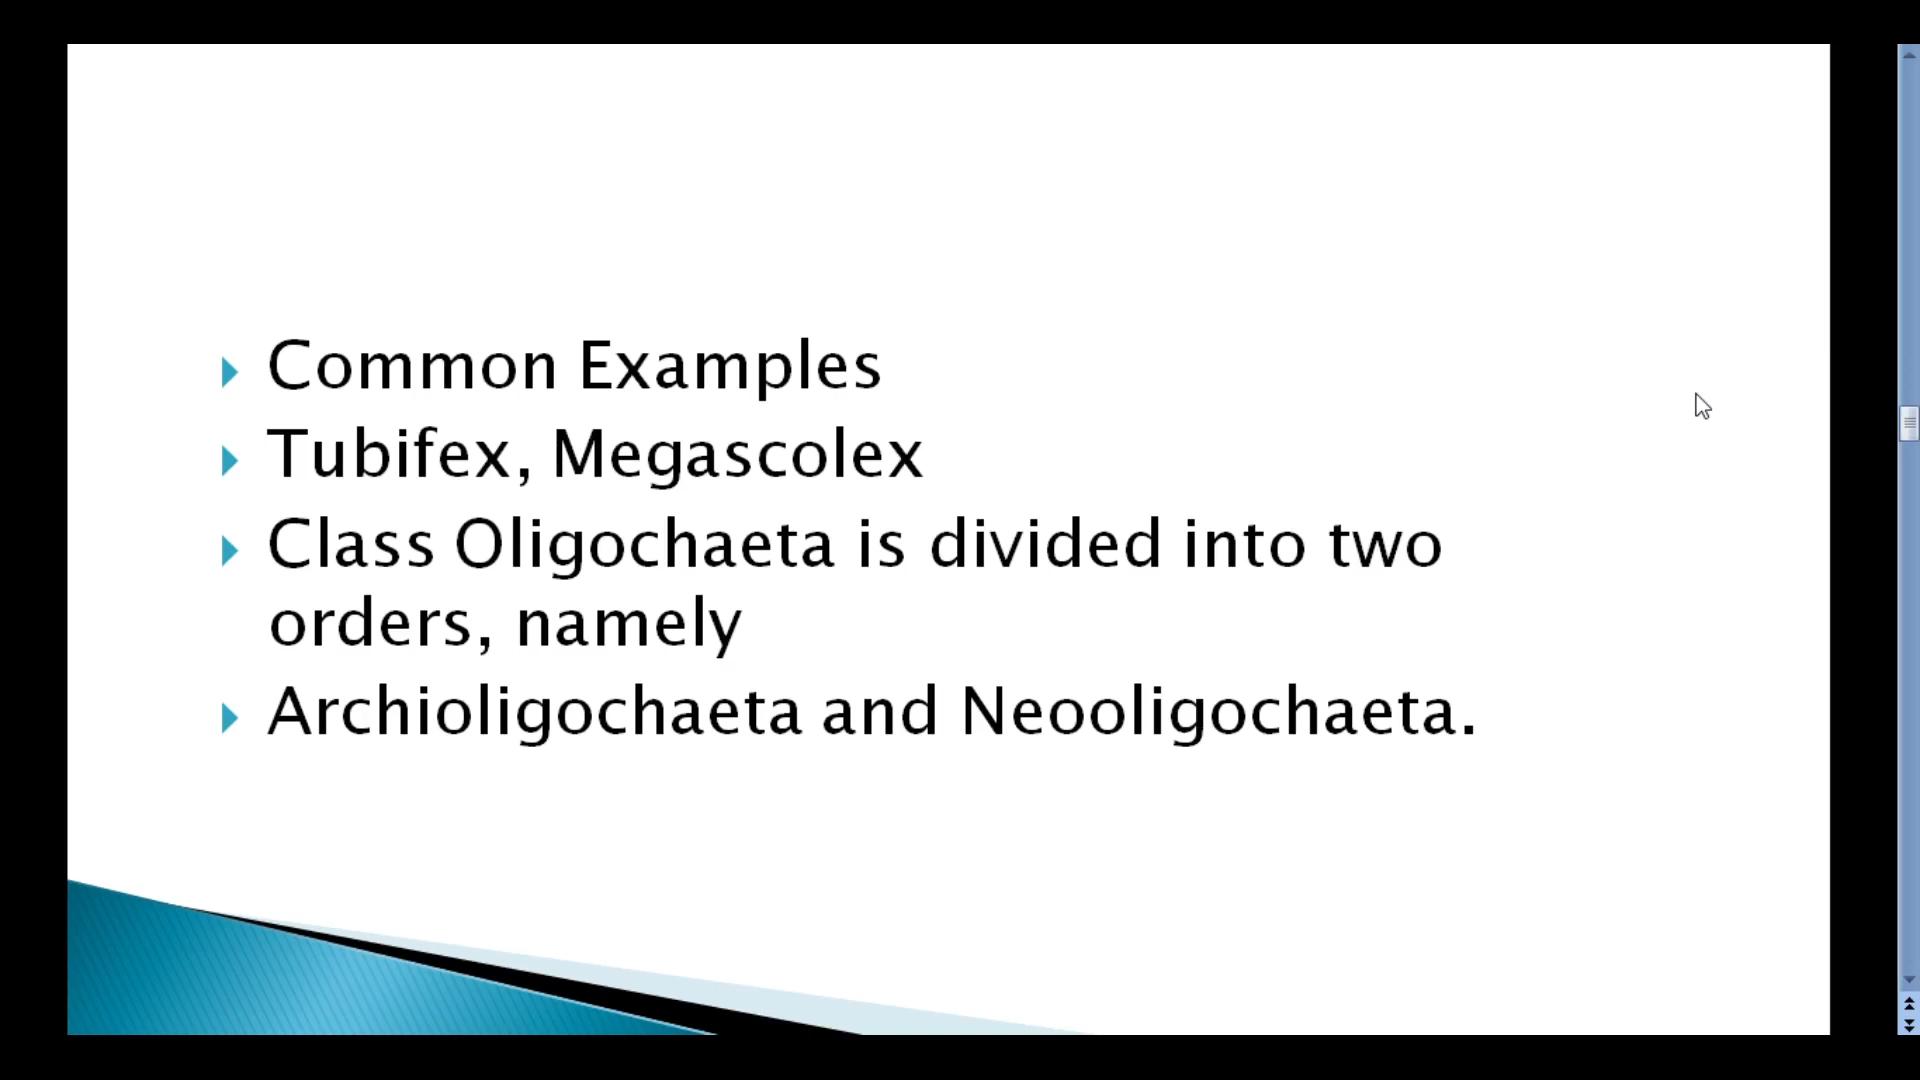 Common Examples
Tubifex, Megascolex
Class Oligochaeta is divided into two
orders, namely
Archioligochaeta and Neooligochaeta.